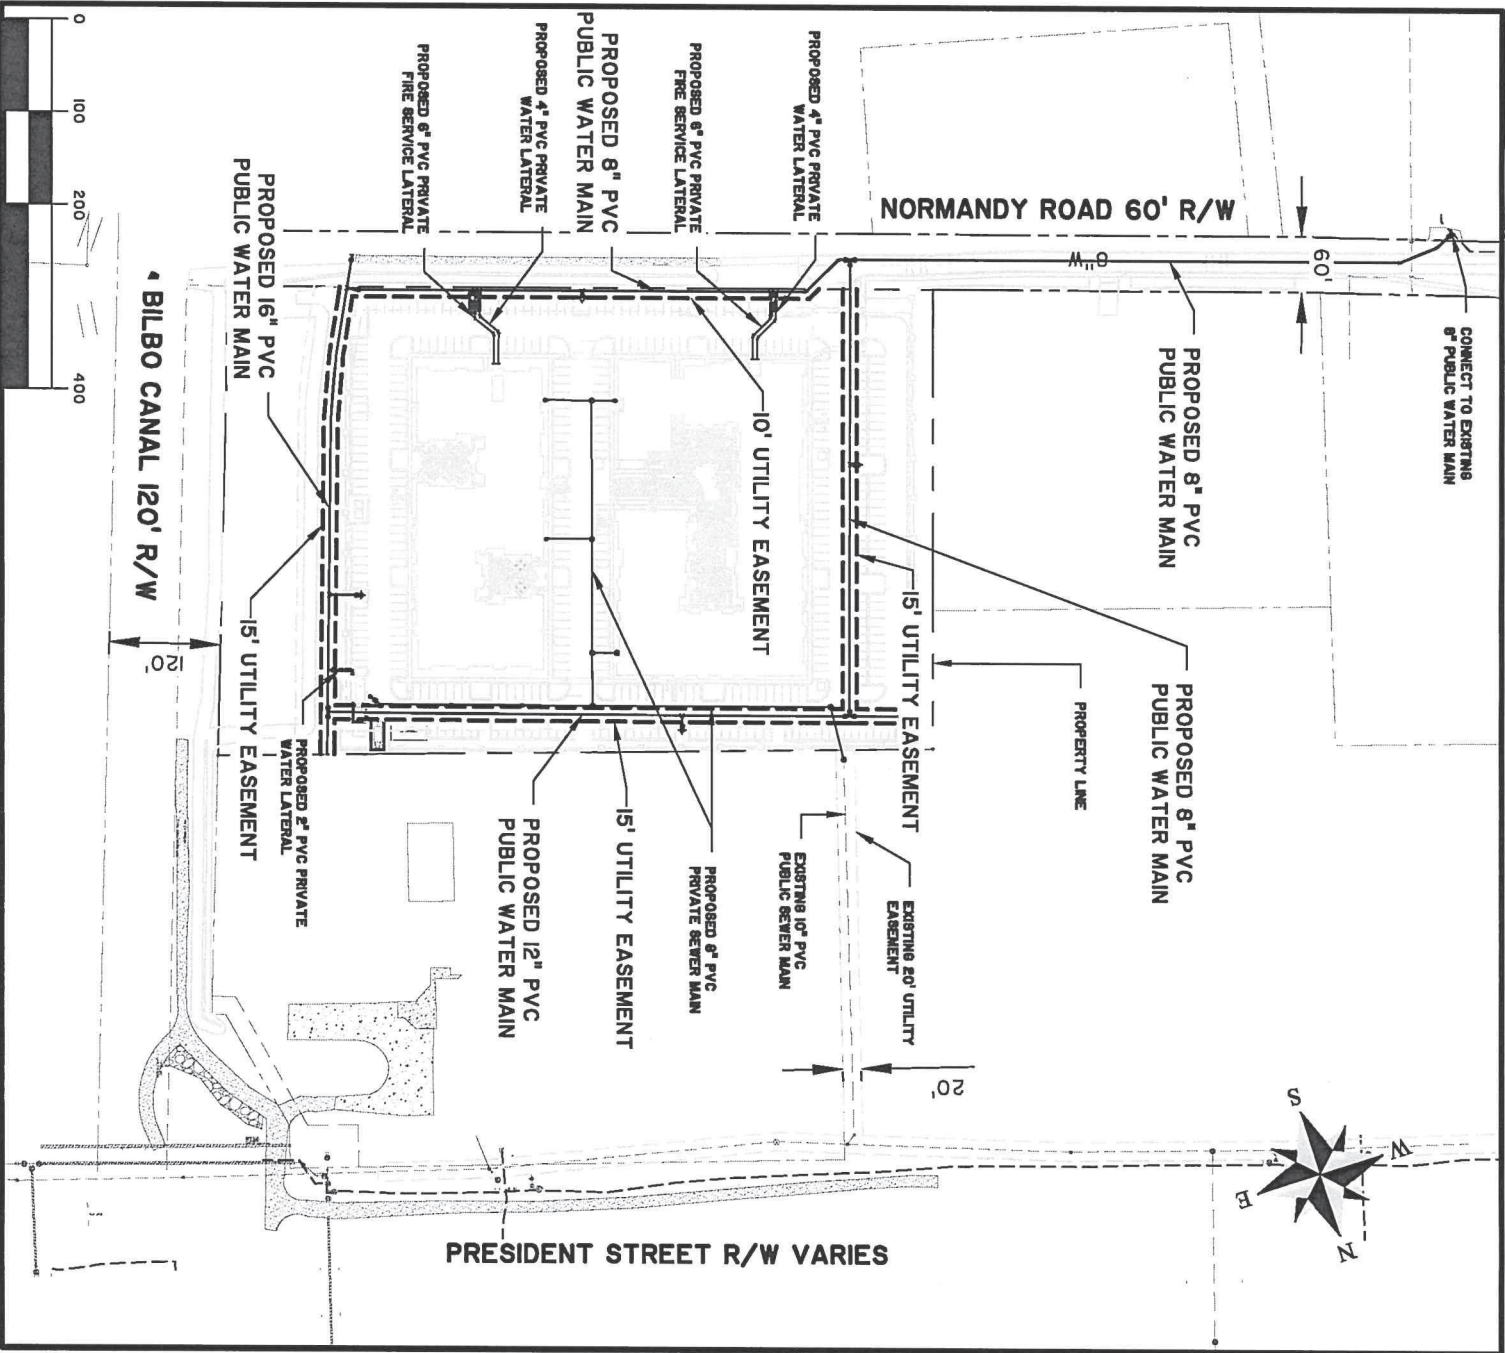 CONNECT TO EXISTING
8" PUBLIC WATER MAIN
NORMANDY ROAD 60' R/W
60'
8"W
PROPOSED 8" PVC
PUBLIC WATER MAIN
PROPOSED 8" PVC
PUBLIC WATER MAIN
PROPERTY LINE
15' UTILITY EASEMENT
PROPOSED 4" PVC PRIVATE
WATER LATERAL
PROPOSED 6" PVC PRIVATE
FIRE SERVICE LATERAL
PROPOSED 8" PVC
PUBLIC WATER MAIN
PROPOSED 4" PVC PRIVATE
WATER LATERAL
PROPOSED 6" PVC PRIVATE
FIRE SERVICE LATERAL
10' UTILITY EASEMENT
EXISTING 20' UTILITY
EASEMENT
EXISTING 10" PVC
PUBLIC SEWER MAIN
20'
PROPOSED 8" PVC
PRIVATE SEWER MAIN
15' UTILITY EASEMENT
PROPOSED 12" PVC
PUBLIC WATER MAIN
PROPOSED 2" PVC PRIVATE
WATER LATERAL
15' UTILITY EASEMENT
PROPOSED 16" PVC
PUBLIC WATER MAIN
BILBO CANAL 120' R/W
120'
PRESIDENT STREET R/W VARIES
S
W
E
N
0
100
200
400